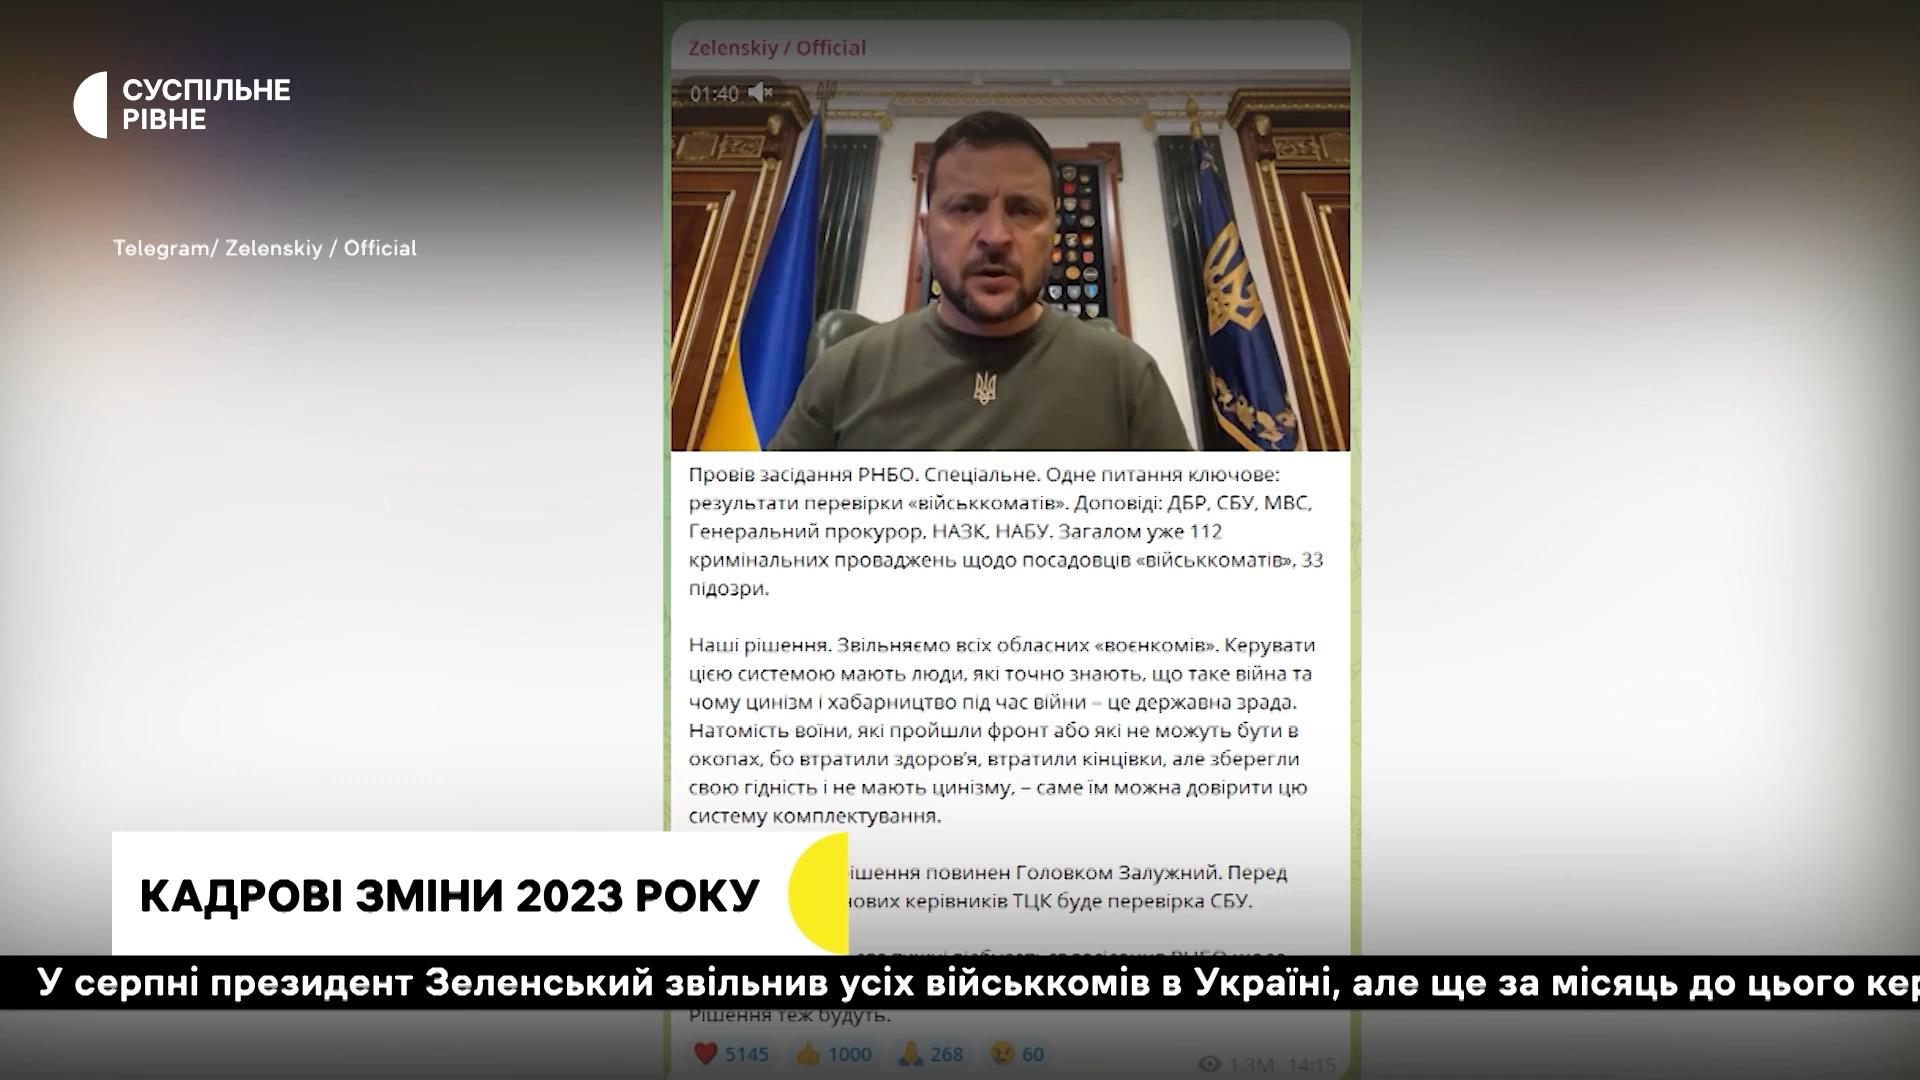 СУСПІЛЬНЕ
РІВНЕ
Telegram/ Zelenskiy / Official
Zelenskiy / Official
01:40
Провів засідання РНБО. Спеціальне. Одне питання ключове:
результати перевірки «військкоматів». Доповіді: ДБР, СБУ, МВС,
Генеральний прокурор, НАЗК, НАБУ. Загалом уже 112
кримінальних проваджень щодо посадовців «військкоматів», 33
підозри.
Наші рішення. Звільняємо всіх обласних «воєнкомів». Керувати
цією системою мають люди, які точно знають, що таке війна та
чому цинізм і хабарництво під час війни – це державна зрада.
Натомість воїни, які пройшли фронт або які не можуть бути в
окопах, бо втратили здоров’я, втратили кінцівки, але зберегли
свою гідність і не мають цинізму, – саме їм можна довірити цю
систему комплектування.
рішення повинен Головком Залужний. Перед
нових керівників ТЦК буде перевірка СБУ.
КАДРОВІ ЗМІНИ 2023 РОКУ
У серпні президент Зеленський звільнив усіх військкомів в Україні, але ще за місяць до цього кер
Рішення теж будуть.
5145 1000 268 60
1.3M 14:15